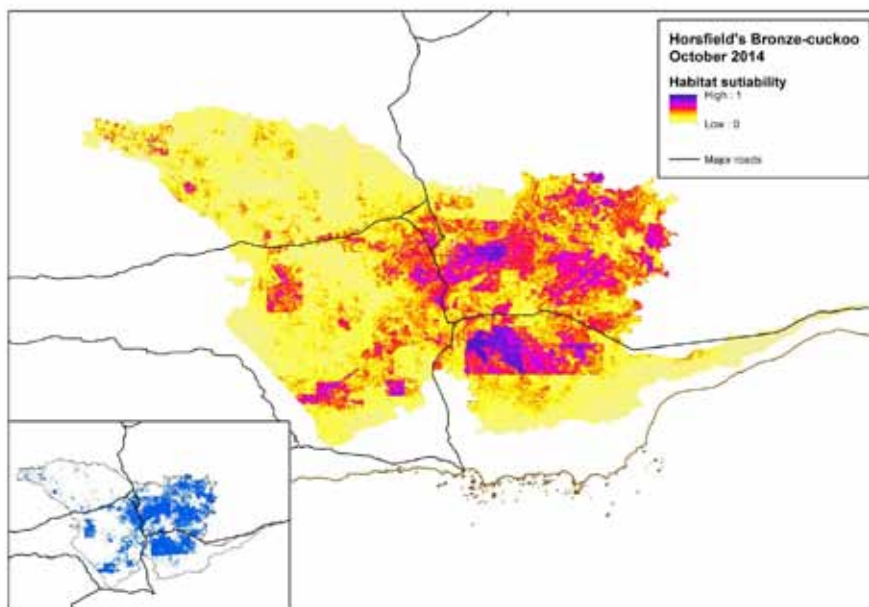 Horsfield's Bronze-cuckoo
October 2014
Habitat sutiability
High : 1
Low : 0
Major roads